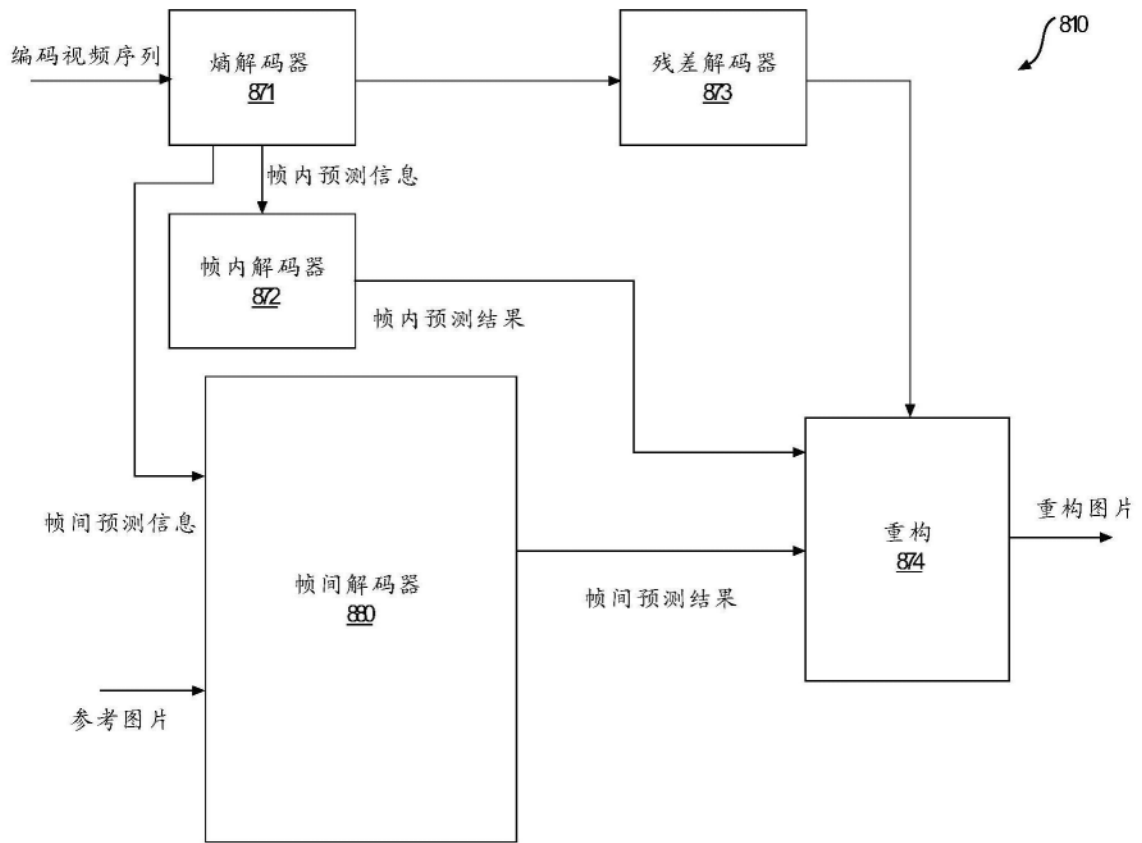 810
编码视频序列
熵解码器
871
残差解码器
873
帧内预测信息
帧内解码器
872
帧内预测结果
帧间预测信息
帧间解码器
880
参考图片
帧间预测结果
重构
874
重构图片